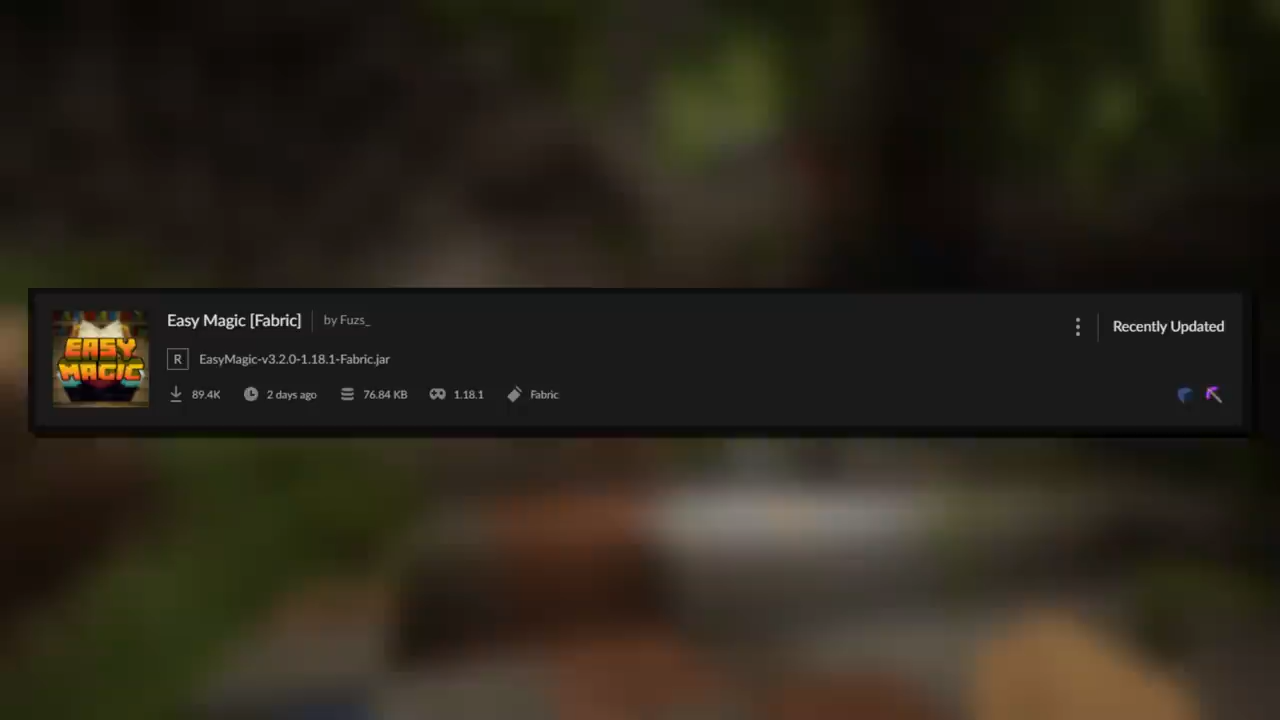 EASY
MAGIC
Easy Magic [Fabric]
by Fuzs_
Recently Updated
R
EasyMagic-v3.2.0-1.18.1-Fabric.jar
89.4K
2 days ago
76.84 KB
1.18.1
Fabric